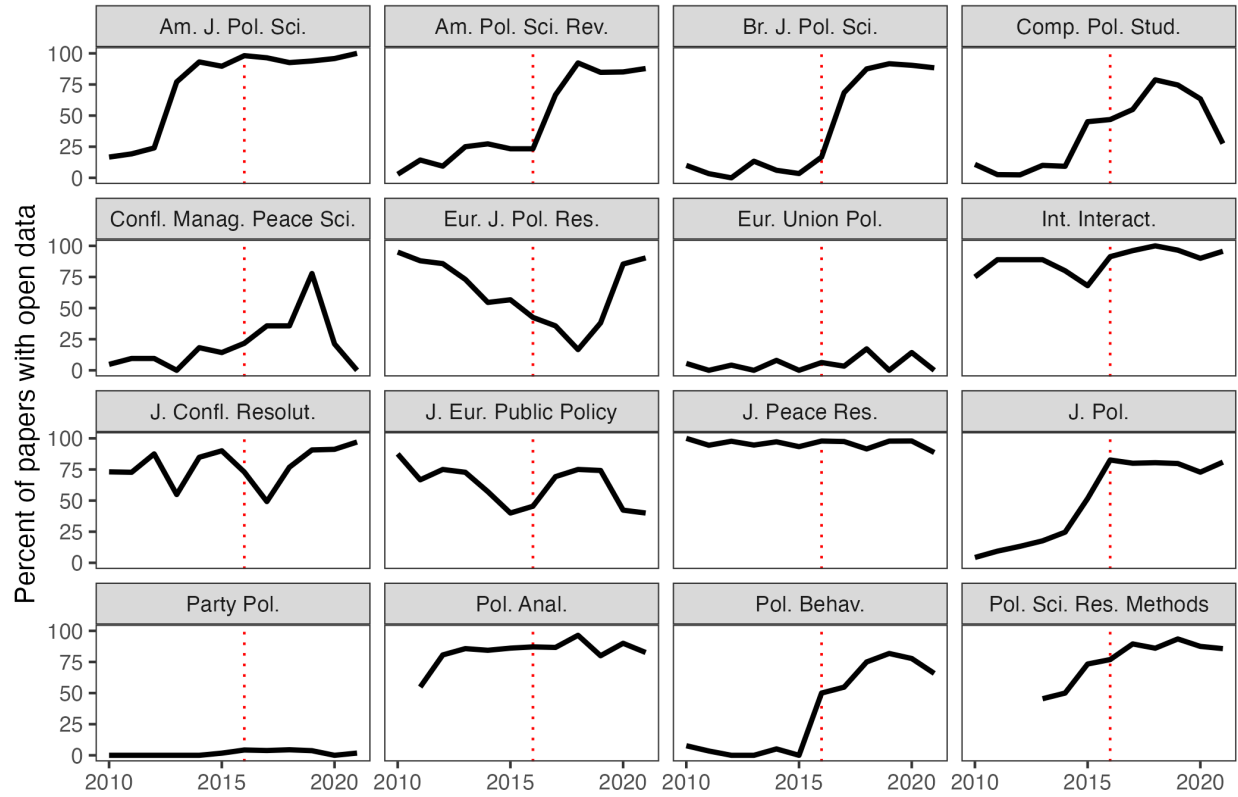 Am. J. Pol. Sci.
Am. Pol. Sci. Rev.
Br. J. Pol. Sci.
Comp. Pol. Stud.
100
75
50
25
0
Confl. Manag. Peace Sci.
Eur. J. Pol. Res.
Eur. Union Pol.
Int. Interact.
100
75
50
25
0
Percent of papers with open data
J. Confl. Resolut.
J. Eur. Public Policy
J. Peace Res.
J. Pol.
100
75
50
25
0
Party Pol.
Pol. Anal.
Pol. Behav.
Pol. Sci. Res. Methods
100
75
50
25
0
2010 2015 2020
2010 2015 2020
2010 2015 2020
2010 2015 2020